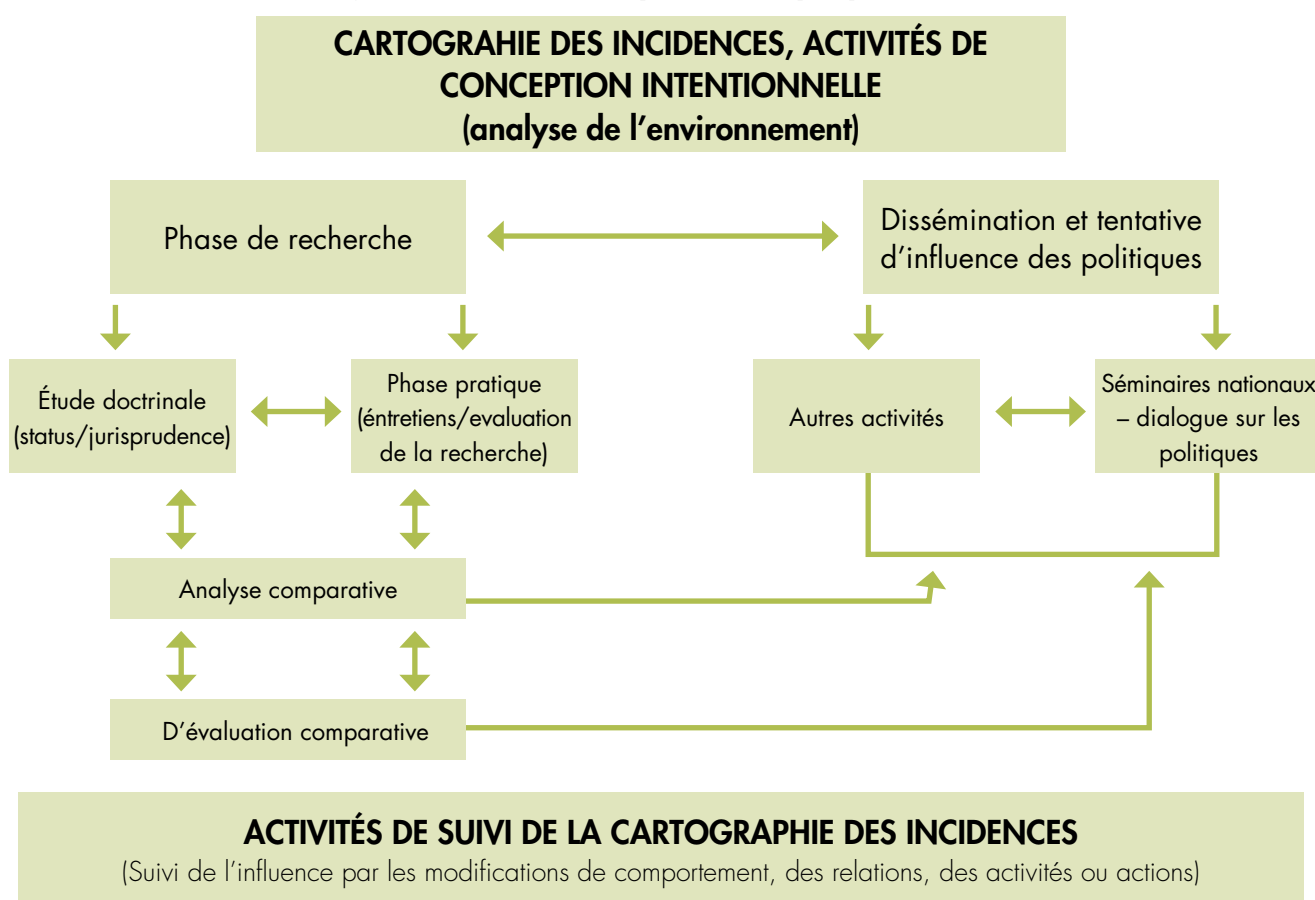 CARTOGRAHIE DES INCIDENCES, ACTIVITÉS DE
CONCEPTION INTENTIONNELLE
(analyse de l’environnement)
Phase de recherche
Dissémination et tentative
d’influence des politiques
Étude doctrinale
(status/jurisprudence)
Phase pratique
(éntretiens/evaluation
de la recherche)
Autres activités
Séminaires nationaux
– dialogue sur les
politiques
Analyse comparative
D’évaluation comparative
ACTIVITÉS DE SUIVI DE LA CARTOGRAPHIE DES INCIDENCES
(Suivi de l’influence par les modifications de comportement, des relations, des activités ou actions)